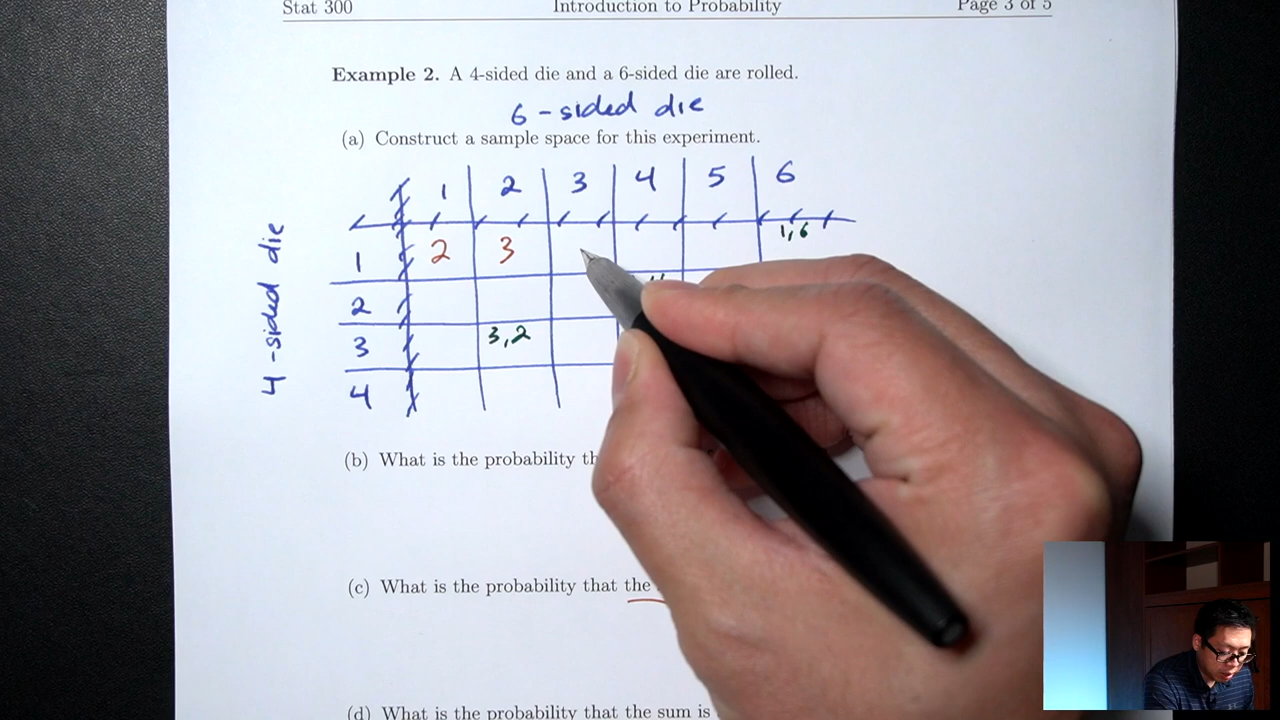 Stat 300 Introduction to Probability Page 3 of 5
Example 2. A 4-sided die and a 6-sided die are rolled.
6-sided die
(a) Construct a sample space for this experiment.
1 2 3 4 5 6
4-sided die
1 2 3 1,6
2
3 3,2
4
(b) What is the probability th
(c) What is the probability that the
(d) What is the probability that the sum is